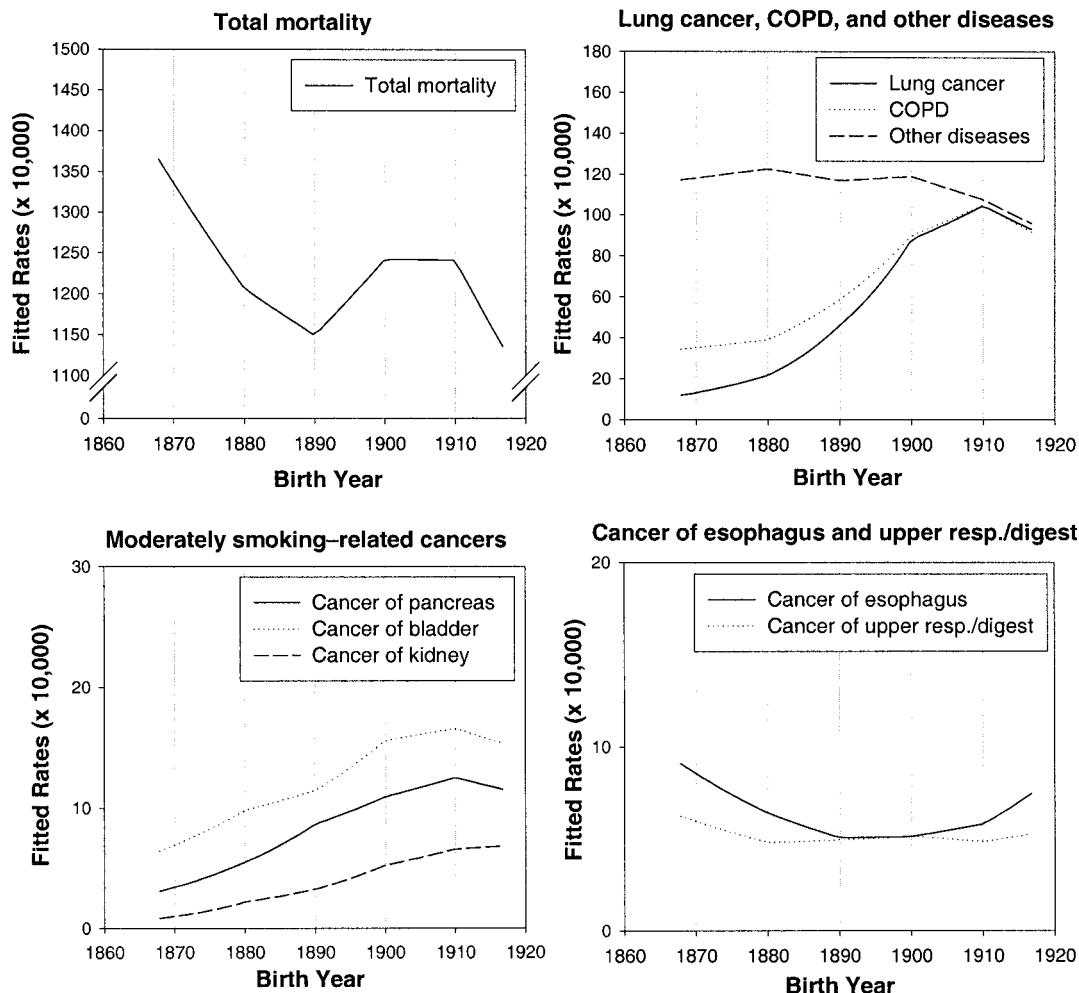 Total mortality
1500
1450
1400
1350
1300
1250
1200
1150
1100
0
Fitted Rates (x 10,000)
Total mortality
1860 1870 1880 1890 1900 1910 1920
Birth Year
Lung cancer, COPD, and other diseases
180
160
140
120
100
80
60
40
20
0
Fitted Rates (x 10,000)
Lung cancer
COPD
Other diseases
1860 1870 1880 1890 1900 1910 1920
Birth Year
Moderately smoking–related cancers
30
20
10
0
Fitted Rates (x 10,000)
Cancer of pancreas
Cancer of bladder
Cancer of kidney
1860 1870 1880 1890 1900 1910 1920
Birth Year
Cancer of esophagus and upper resp./digest
20
10
0
Fitted Rates (x 10,000)
Cancer of esophagus
Cancer of upper resp./digest
1860 1870 1880 1890 1900 1910 1920
Birth Year